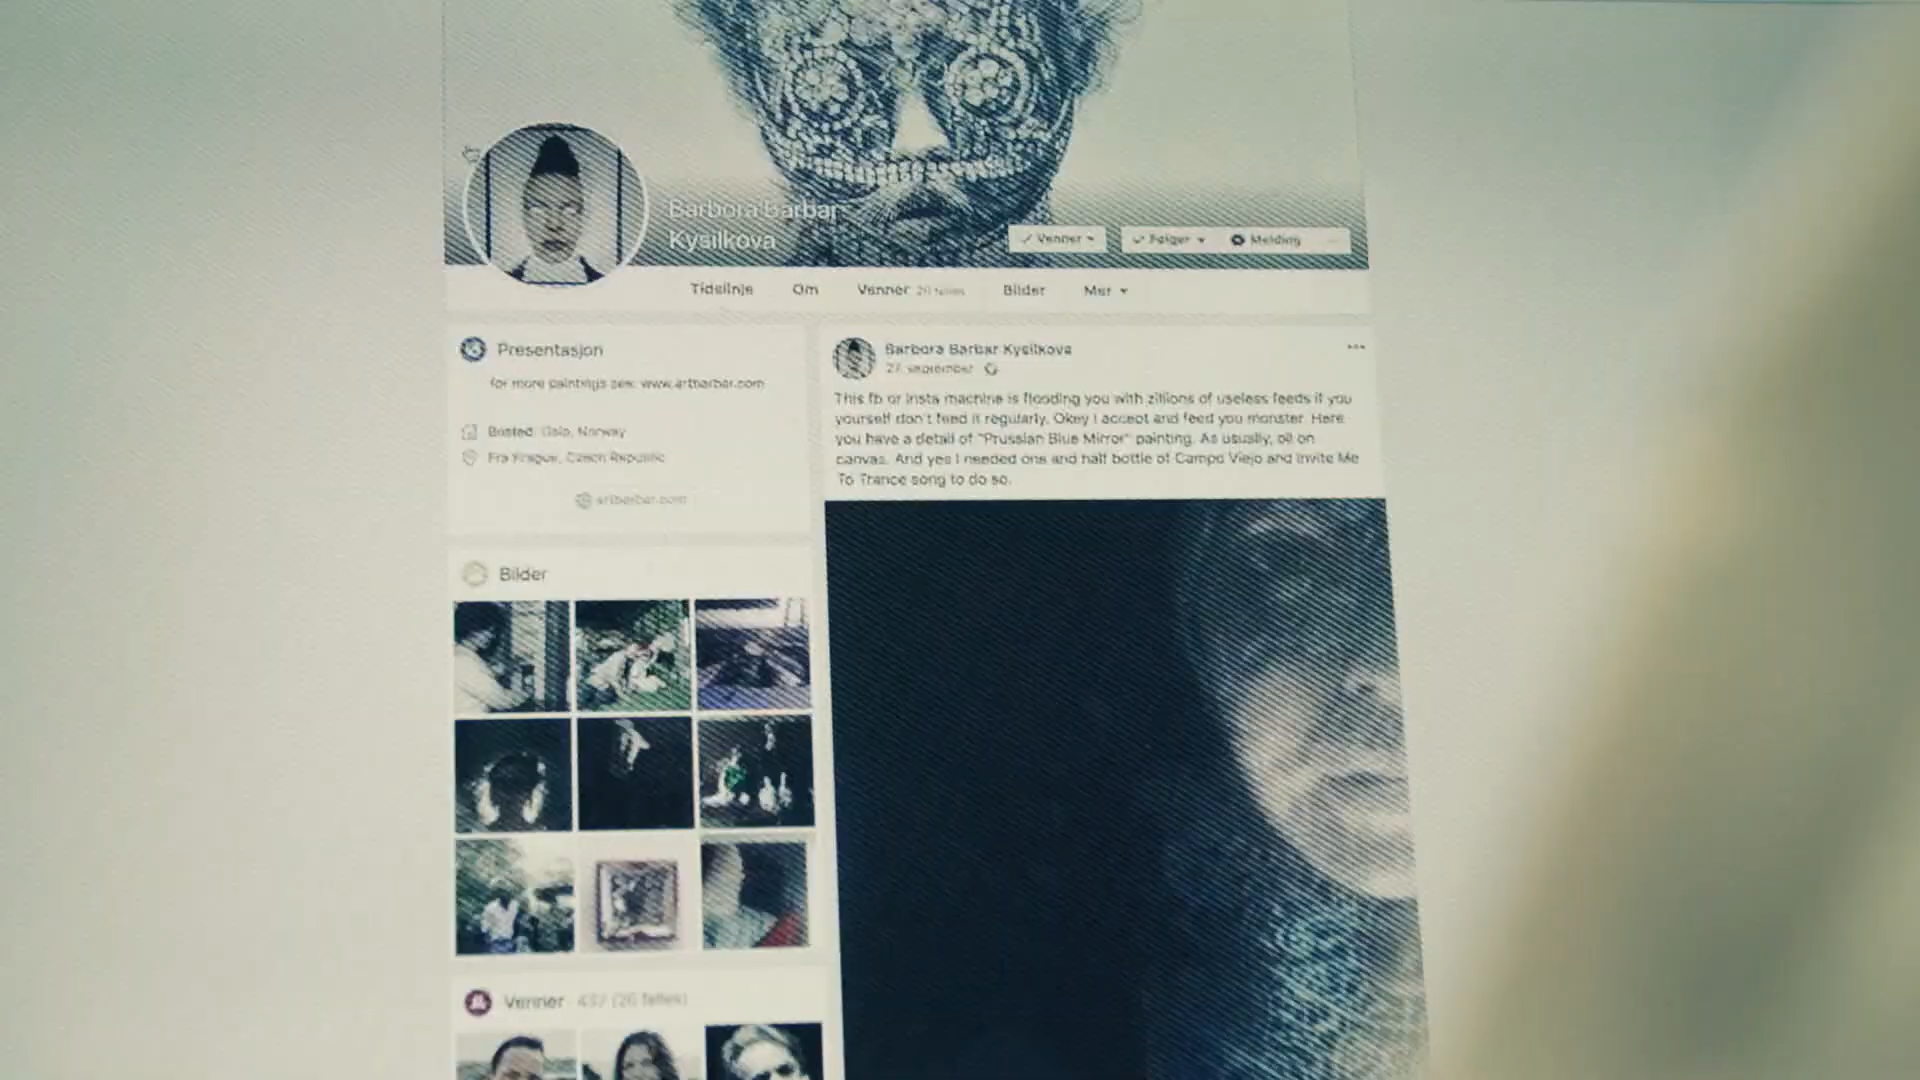 Barbora Barbar
Kysilkova
Venner
Følger
Melding
Tidslinje
Om
Venner
Bilder
Mer
Presentasjon
for more paintings see: www.artbarbar.com
Bosted: Oslo, Norway
Fra Prague, Czech Republic
artbarbar.com
Bilder
Venner 437 (26 felles)
Barbora Barbar Kysilkova
27. september
This fb or insta machine is flooding you with zillions of useless feeds if you
yourself don't feed it regularly. Okey I accept and feed you monster. Here
you have a detail of "Prussian Blue Mirror" painting. As usually, oil on
canvas. And yes I needed one and half bottle of Campo Viejo and Invite Me
To Trance song to do so.